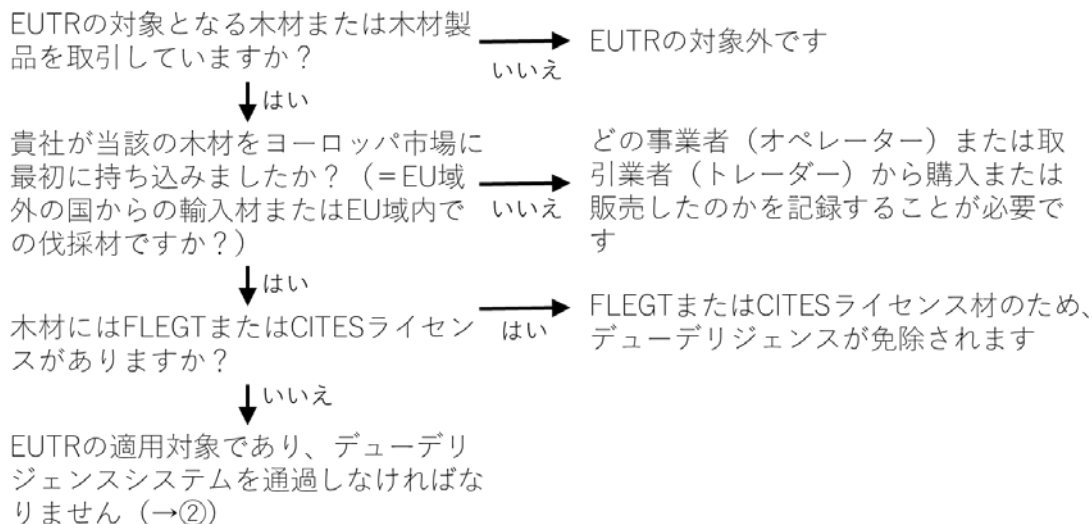 EUTRの対象となる木材または木材製
品を取引していますか？
いいえ
EUTRの対象外です
はい
貴社が当該の木材をヨーロッパ市場に
最初に持ち込みましたか？（＝EU域
外の国からの輸入材またはEU域内で
の伐採材ですか？）
いいえ
どの事業者（オペレーター）または取
引業者（トレーダー）から購入または
販売したのかを記録することが必要で
す
はい
木材にはFLEGTまたはCITESライセン
スがありますか？
はい
FLEGTまたはCITESライセンス材のため、
デューデリジェンスが免除されます
いいえ
EUTRの適用対象であり、デューデリ
ジェンスシステムを通過しなければな
りません（→②）